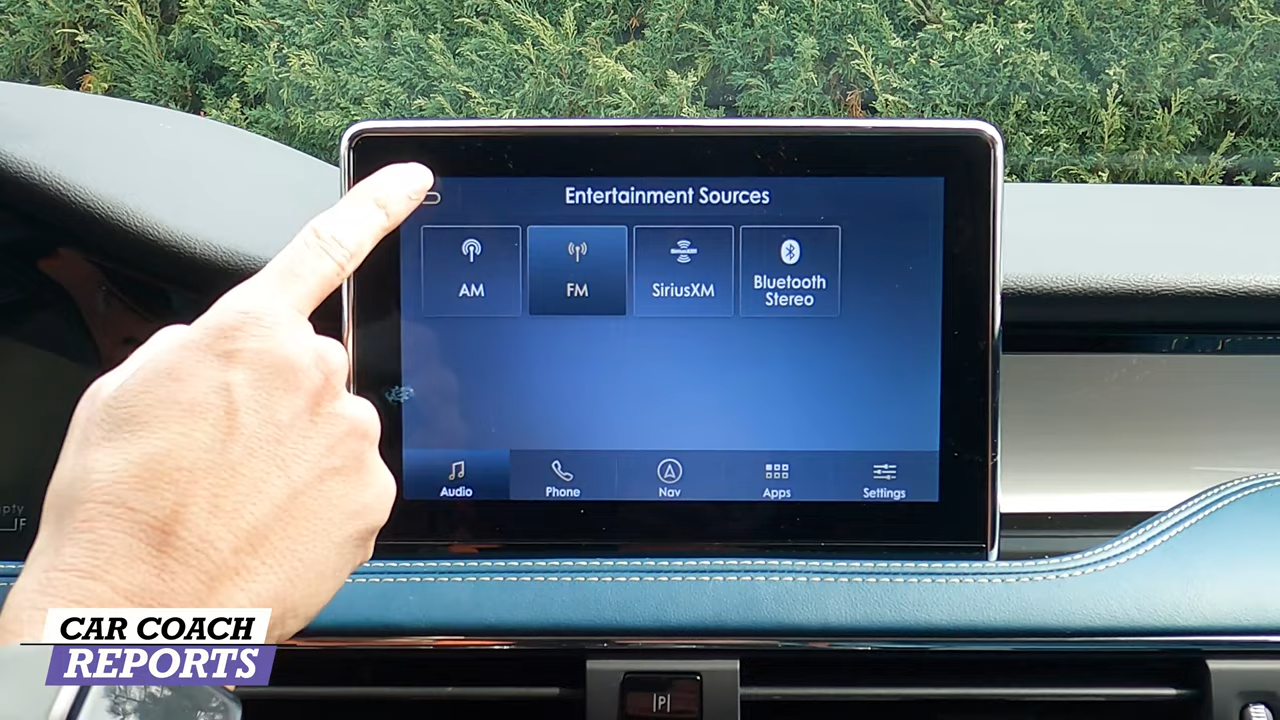 Entertainment Sources
AM
FM
SiriusXM
Bluetooth
Stereo
Audio
Phone
Nav
Apps
Settings
F
CAR COACH
REPORTS
|P|